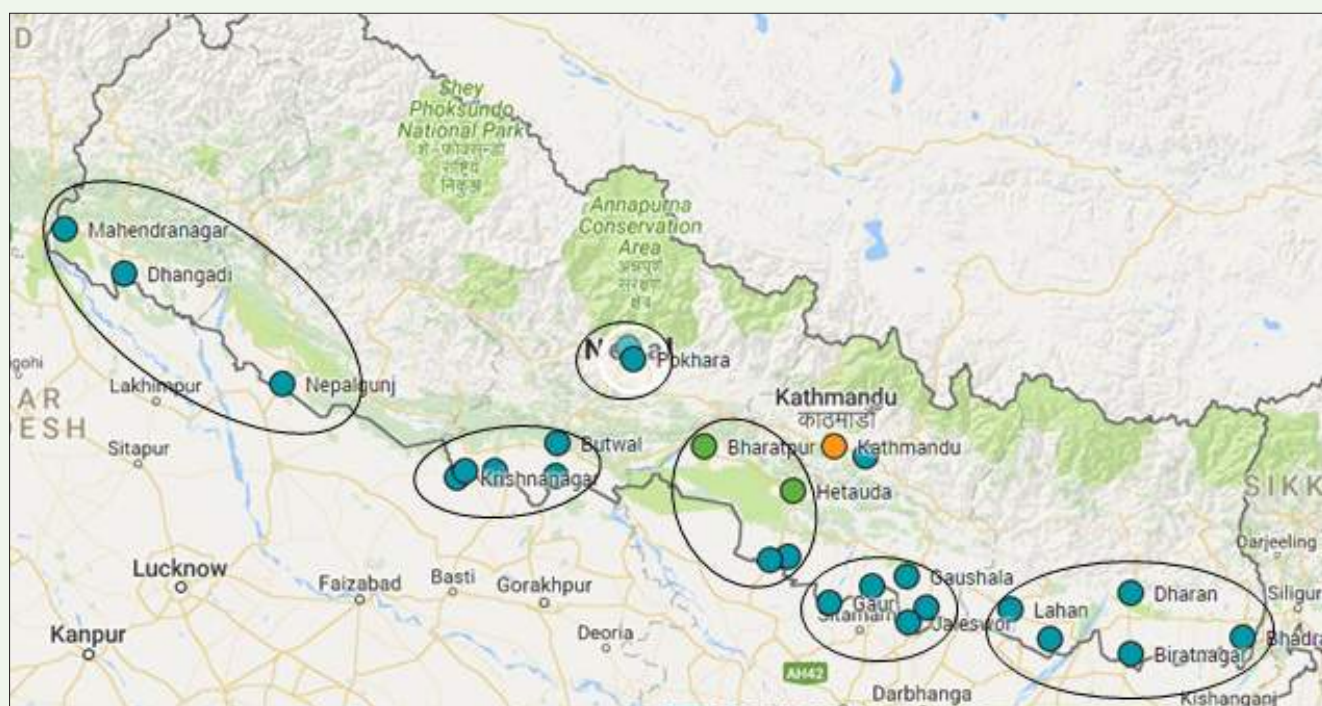 D
Shey
Phoksundo
National Park
Annapurna
Conservation
Area
Mahendranagar
Dhangadi
Pokhara
Lakhimpur
Nepalgunj
Kathmandu
काठमाडौं
AR
DESH
Sitapur
Butwal
Bharatpur
Kathmandu
Krishnanagar
Hetauda
SIKK
Darjeeling
Lucknow
Faizabad
Basti
Gorakhpur
Gaushala
Dharan
Siligur
Gaur
Lahan
Kanpur
Deoria
Jaleswor
Biratnagar
Bhadra
AH42
Darbhanga
Kishanganj